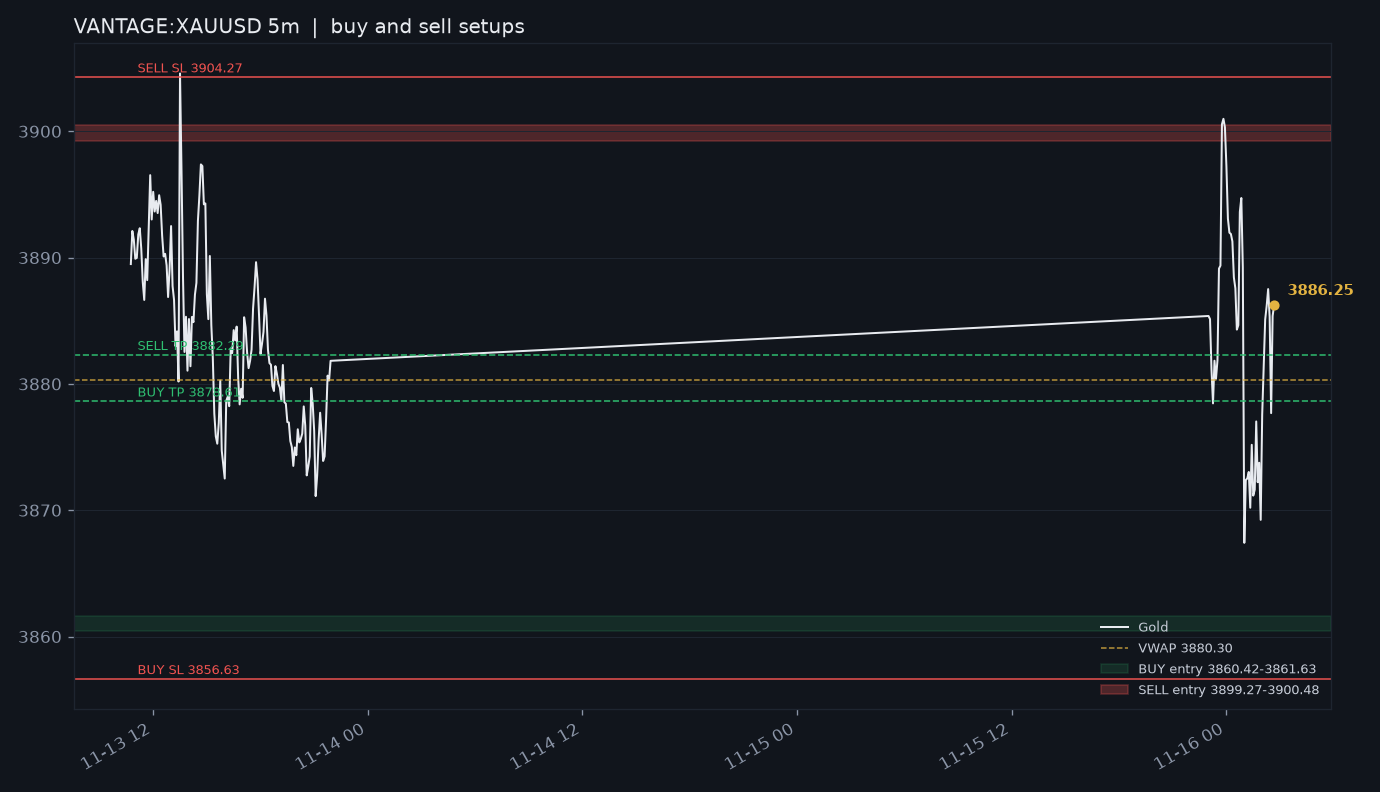 VANTAGE:XAUUSD 5m | buy and sell setups
SELL SL 3904.27
3900
3890
3886.25
SELL TP 3882.29
3880
BUY TP 3878.61
3870
3860
Gold
VWAP 3880.30
BUY entry 3860.42-3861.63
SELL entry 3899.27-3900.48
BUY SL 3856.63
11-13 12
11-14 00
11-14 12
11-15 00
11-15 12
11-16 00